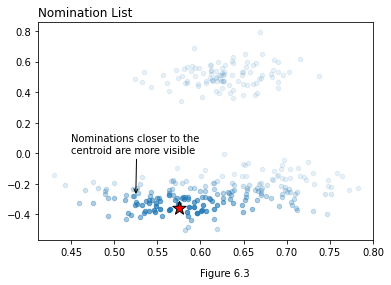 Nomination List
0.8
0.6
0.4
0.2
0.0
−0.2
−0.4
Nominations closer to the
centroid are more visible
0.45 0.50 0.55 0.60 0.65 0.70 0.75 0.80
Figure 6.3